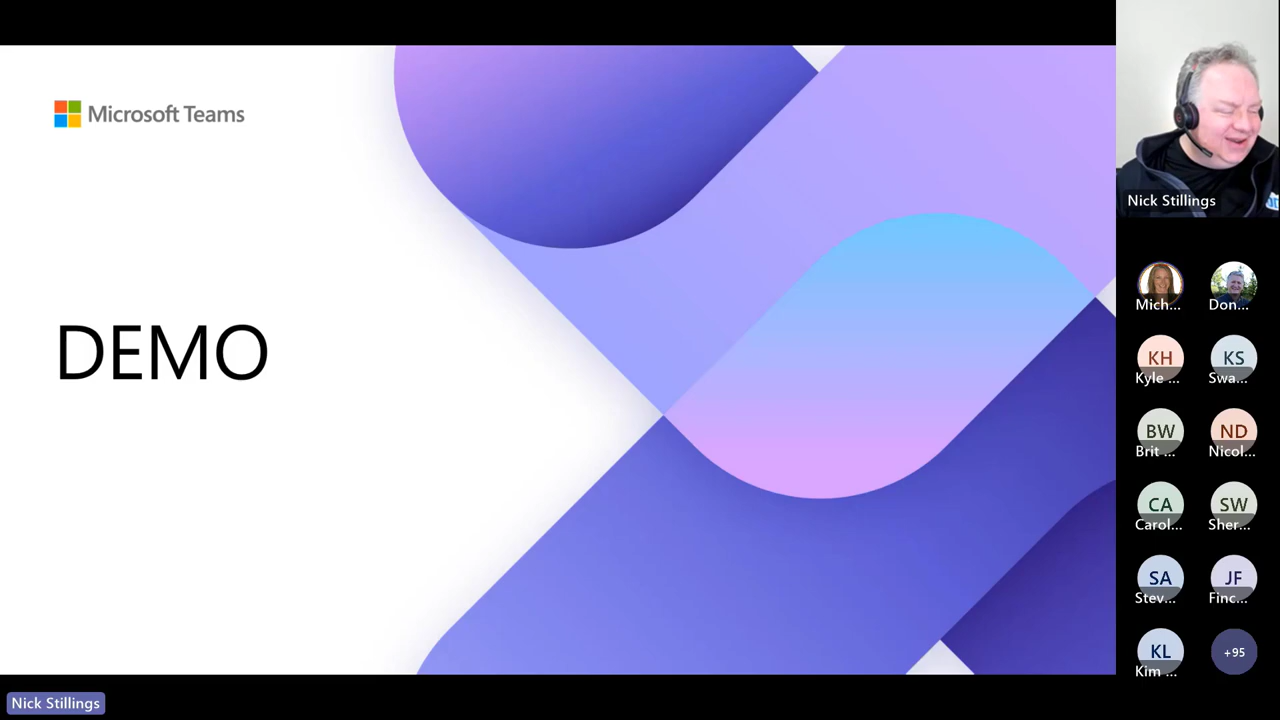 Microsoft Teams
DEMO
Nick Stillings
Mich...
Don...
KH
Kyle ...
KS
Swa...
BW
Brit ...
ND
Nicol...
CA
Carol...
SW
Sher...
SA
Stev...
JF
Finc...
KL
Kim ...
+95
Nick Stillings